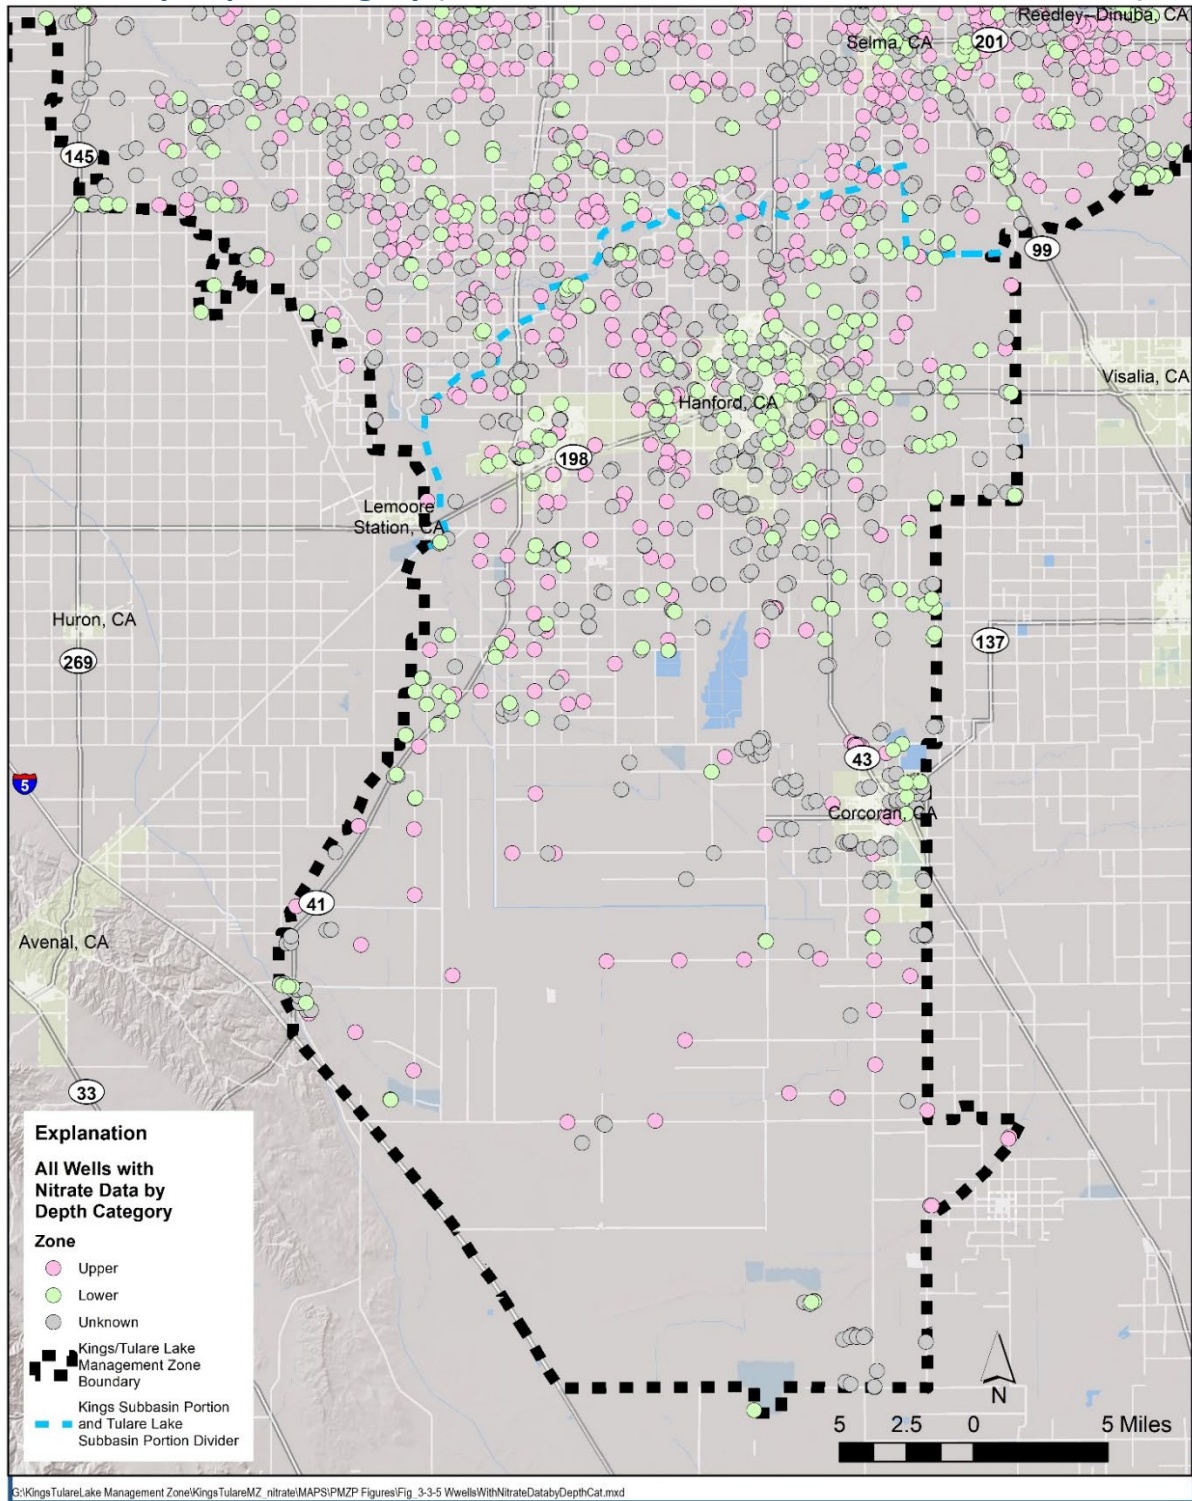 Reedley--Dinuba, CA
Selma, CA
201
145
99
Visalia, CA
Hanford, CA
198
Lemoore
Station, CA
Huron, CA
269
137
43
5
Corcoran, CA
41
Avenal, CA
33
Explanation
All Wells with
Nitrate Data by
Depth Category
Zone
Upper
Lower
Unknown
Kings/Tulare Lake
Management Zone
Boundary
Kings Subbasin Portion
and Tulare Lake
Subbasin Portion Divider
N
5 2.5 0 5 Miles
G:\KingsTulareLake Management Zone\KingsTulareMZ_nitrate\MAPS\PMZP Figures\Fig_3-3-5 WwellsWithNitrateDatabyDepthCat.mxd